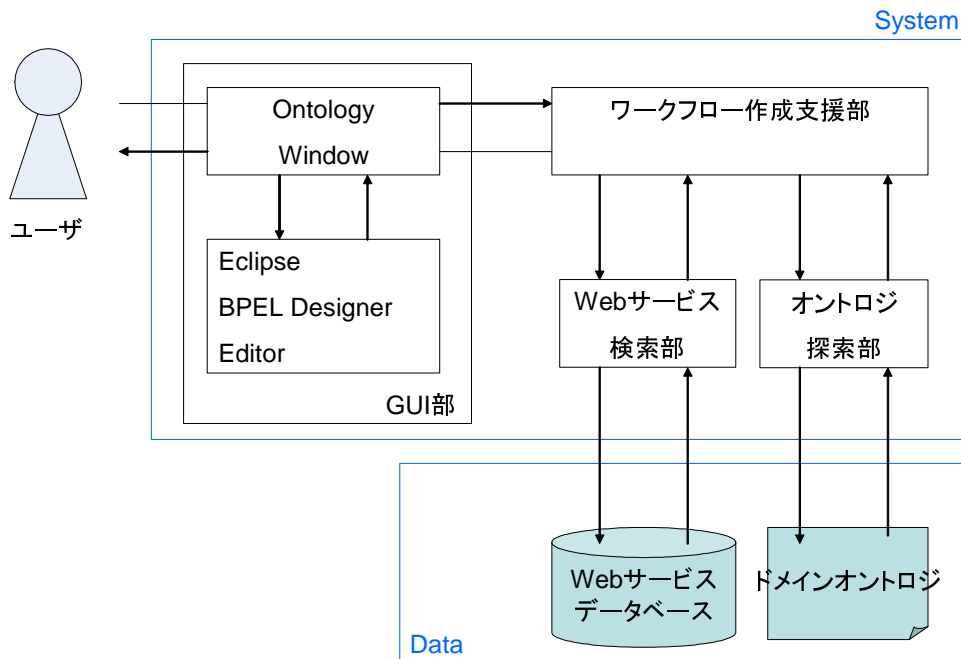 System
Ontology
Window
ワークフロー作成支援部
ユーザ
Eclipse
BPEL Designer
Editor
GUI部
Webサービス
検索部
オントロジ
探索部
Webサービス
データベース
ドメインオントロジ
Data